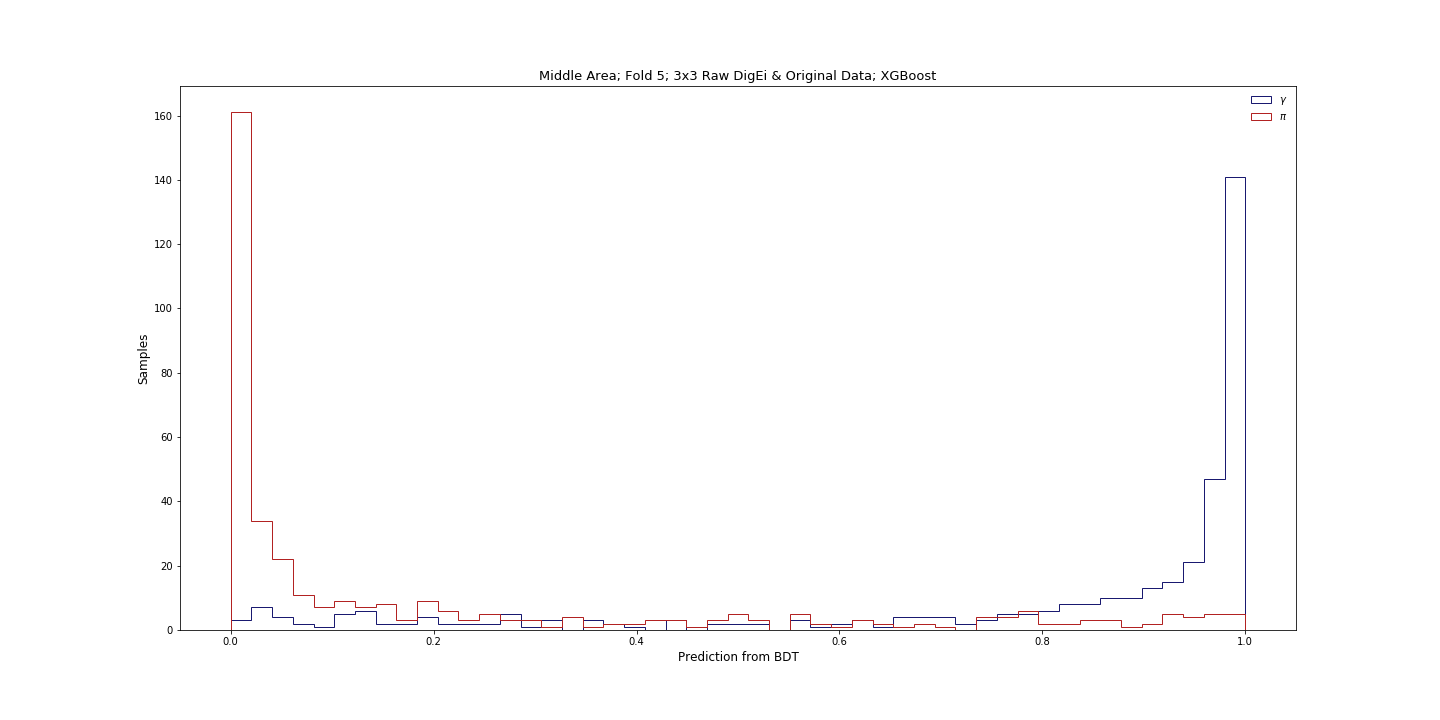 Middle Area; Fold 5; 3x3 Raw DigEi & Original Data; XGBoost
γ
π
160
140
120
100
80
60
40
20
0
Samples
0.0 0.2 0.4 0.6 0.8 1.0
Prediction from BDT